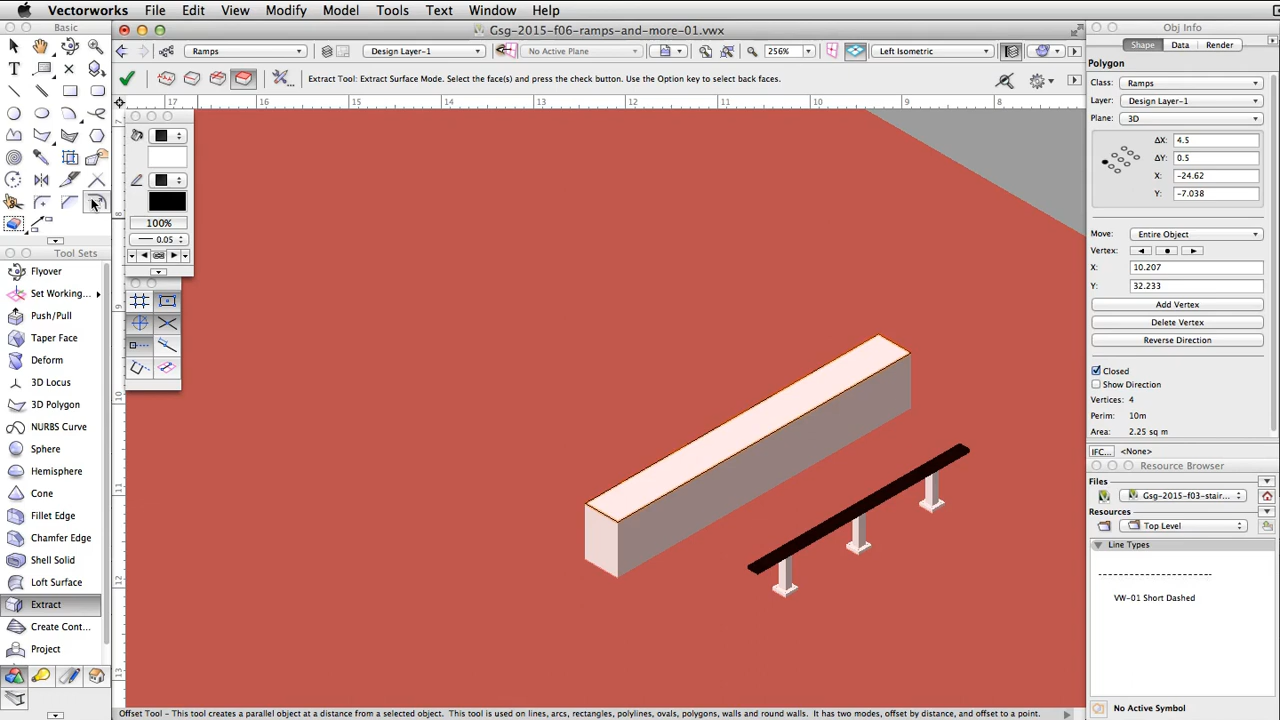 Vectorworks File Edit View Modify Model Tools Text Window Help
Basic
Gsg-2015-f06-ramps-and-more-01.vwx
Ramps
Design Layer-1
No Active Plane
256%
Left Isometric
Extract Tool: Extract Surface Mode. Select the face(s) and press the check button. Use the Option key to select back faces.
17 16 15 14 13 12 11 10 9 8
7
8
9
10
11
12
13
100%
0.05
Tool Sets
Flyover
Set Working...
Push/Pull
Taper Face
Deform
3D Locus
3D Polygon
NURBS Curve
Sphere
Hemisphere
Cone
Fillet Edge
Chamfer Edge
Shell Solid
Loft Surface
Extract
Create Cont...
Project
Obj Info
Shape Data Render
Polygon
Class: Ramps
Layer: Design Layer-1
Plane: 3D
ΔX: 4.5
ΔY: 0.5
X: -24.62
Y: -7.038
Move: Entire Object
Vertex:
X: 10.207
Y: 32.233
Add Vertex
Delete Vertex
Reverse Direction
Closed
Show Direction
Vertices: 4
Perim: 10m
Area: 2.25 sq m
IFC... <None>
Resource Browser
Files
Gsg-2015-f03-stair...
Resources
Top Level
Line Types
VW-01 Short Dashed
No Active Symbol
Offset Tool - This tool creates a parallel object at a distance from a selected object. This tool is used on lines, arcs, rectangles, polylines, ovals, polygons, walls and round walls. It has two modes, offset by distance, and offset to a point.